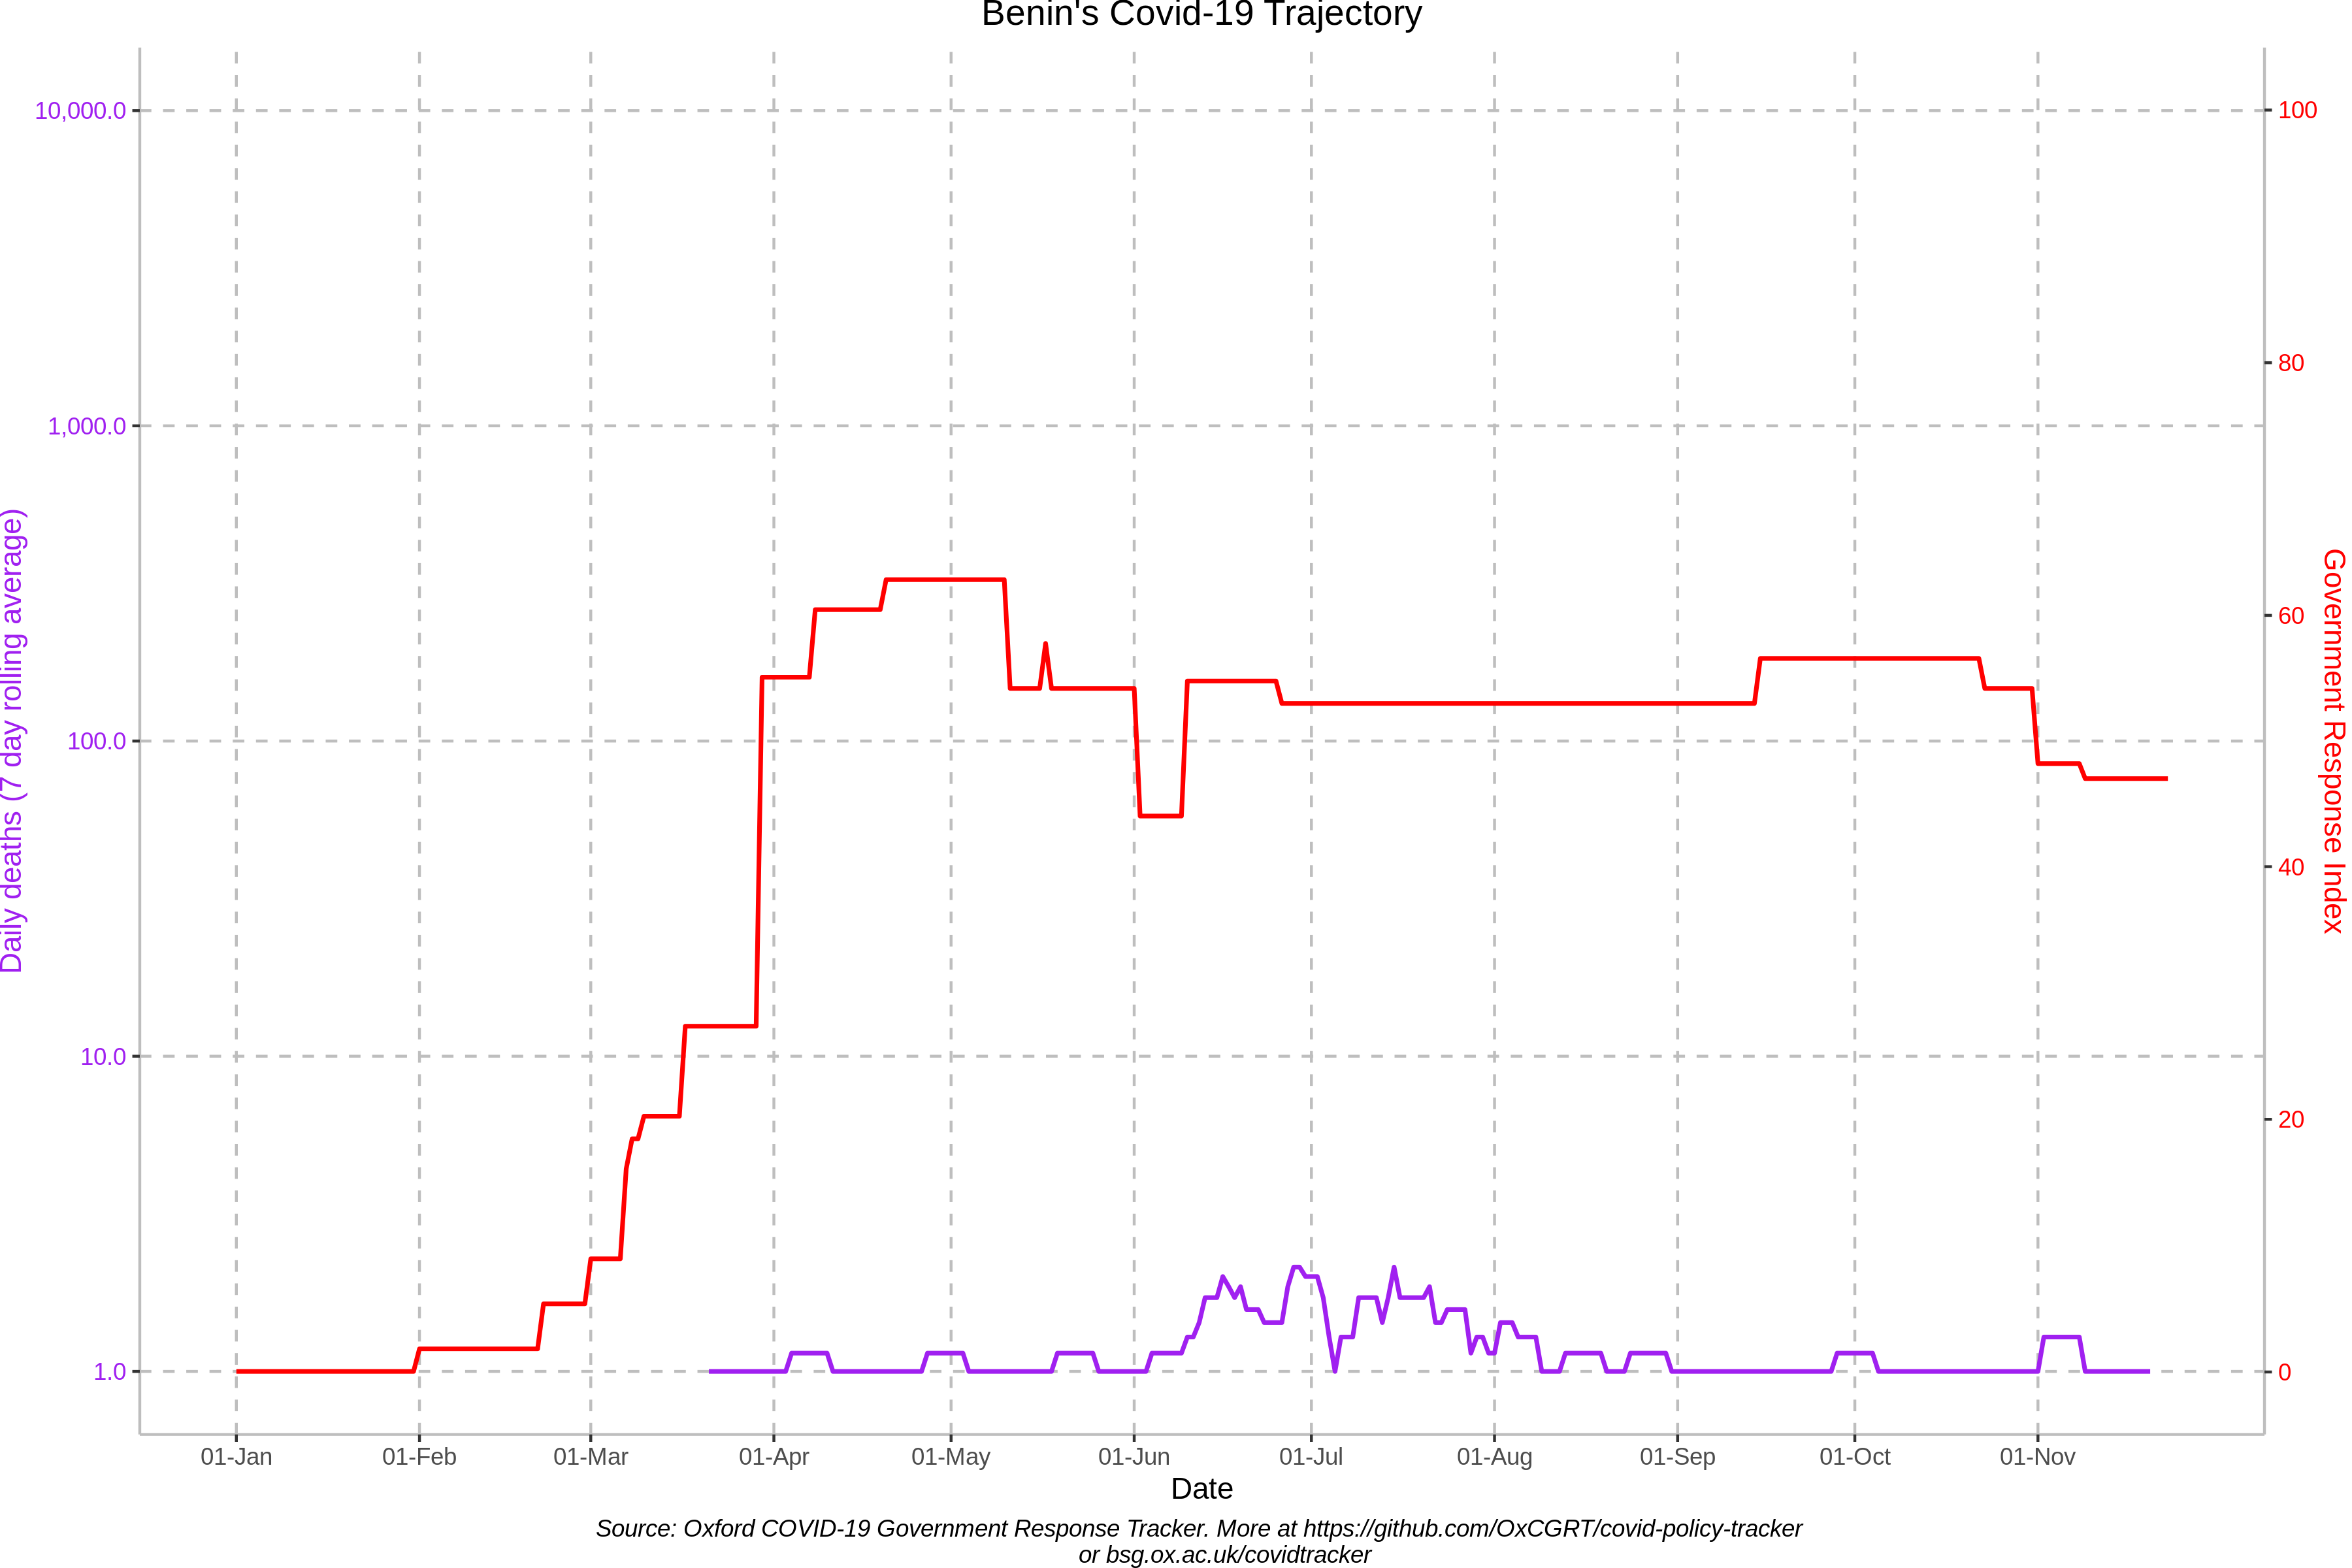 Benin's Covid-19 Trajectory
10,000.0
1,000.0
100.0
10.0
1.0
Daily deaths (7 day rolling average)
100
80
60
40
20
0
Government Response Index
01-Jan 01-Feb 01-Mar 01-Apr 01-May 01-Jun 01-Jul 01-Aug 01-Sep 01-Oct 01-Nov
Date
Source: Oxford COVID-19 Government Response Tracker. More at https://github.com/OxCGRT/covid-policy-tracker
or bsg.ox.ac.uk/covidtracker